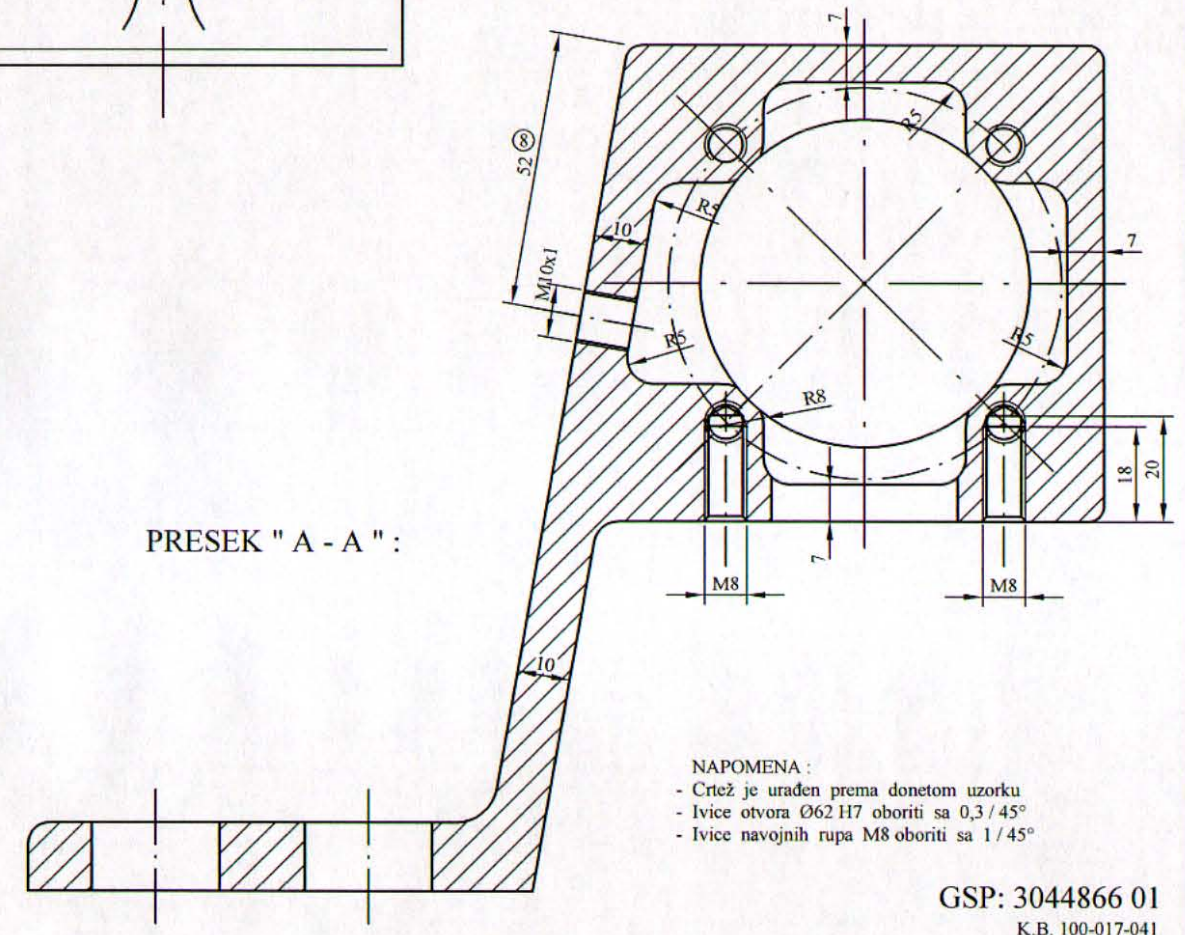 7
R5
52 ⑧
R5
10
7
M10x1
R5
R5
R8
18
20
7
M8
M8
PRESEK " A - A " :
10
NAPOMENA :
- Crtež je urađen prema donetom uzorku
- Ivice otvora Ø62 H7 oboriti sa 0,3 / 45°
- Ivice navojnih rupa M8 oboriti sa 1 / 45°
GSP: 3044866 01
K.B. 100-017-041